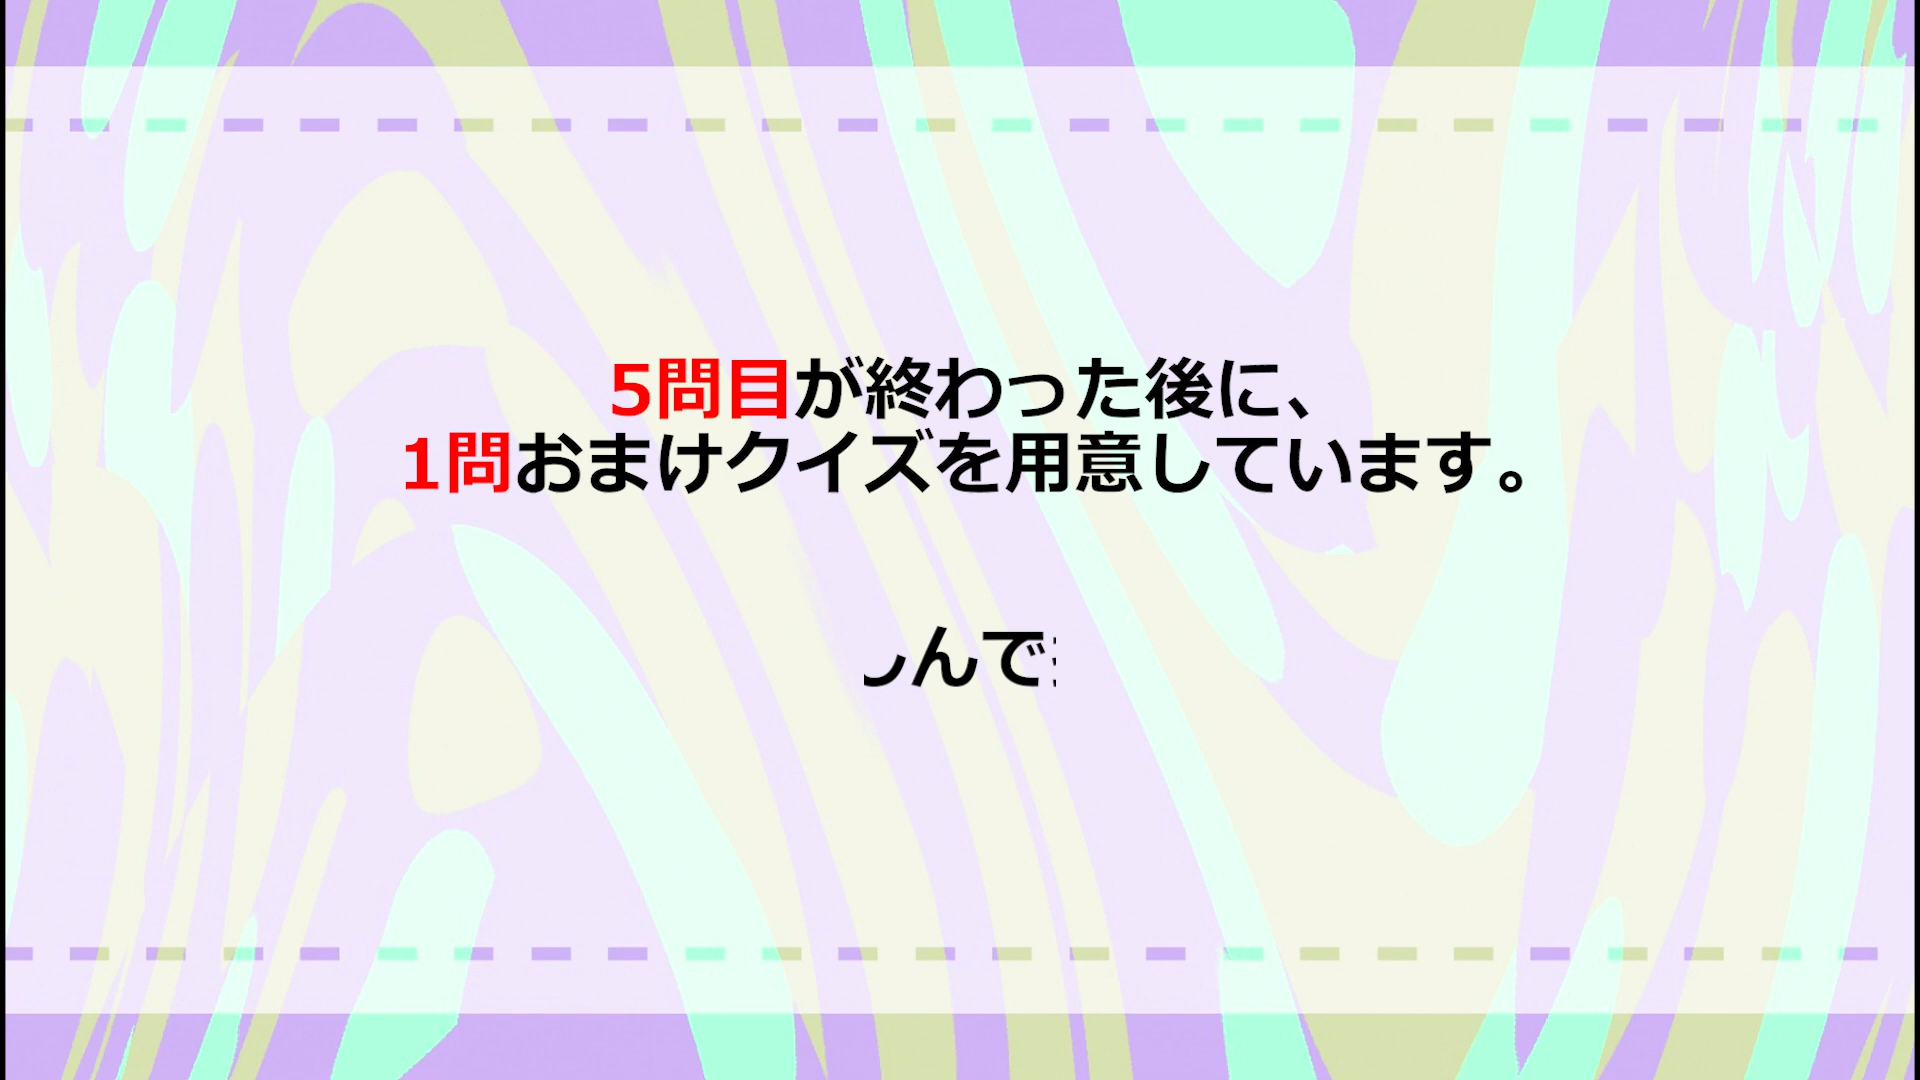 5問目が終わった後に、
1問おまけクイズを用意しています。
んで